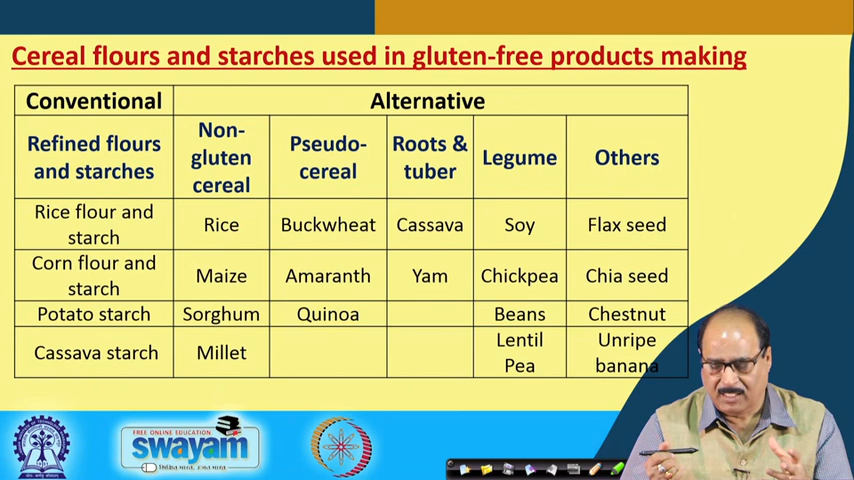 Cereal flours and starches used in gluten-free products making
Conventional Alternative
Refined flours and starches Non-gluten cereal Pseudo-cereal Roots & tuber Legume Others
Rice flour and starch Rice Buckwheat Cassava Soy Flax seed
Corn flour and starch Maize Amaranth Yam Chickpea Chia seed
Potato starch Sorghum Quinoa Beans Chestnut
Cassava starch Millet Lentil Pea Unripe banana
FREE ONLINE EDUCATION
swayam